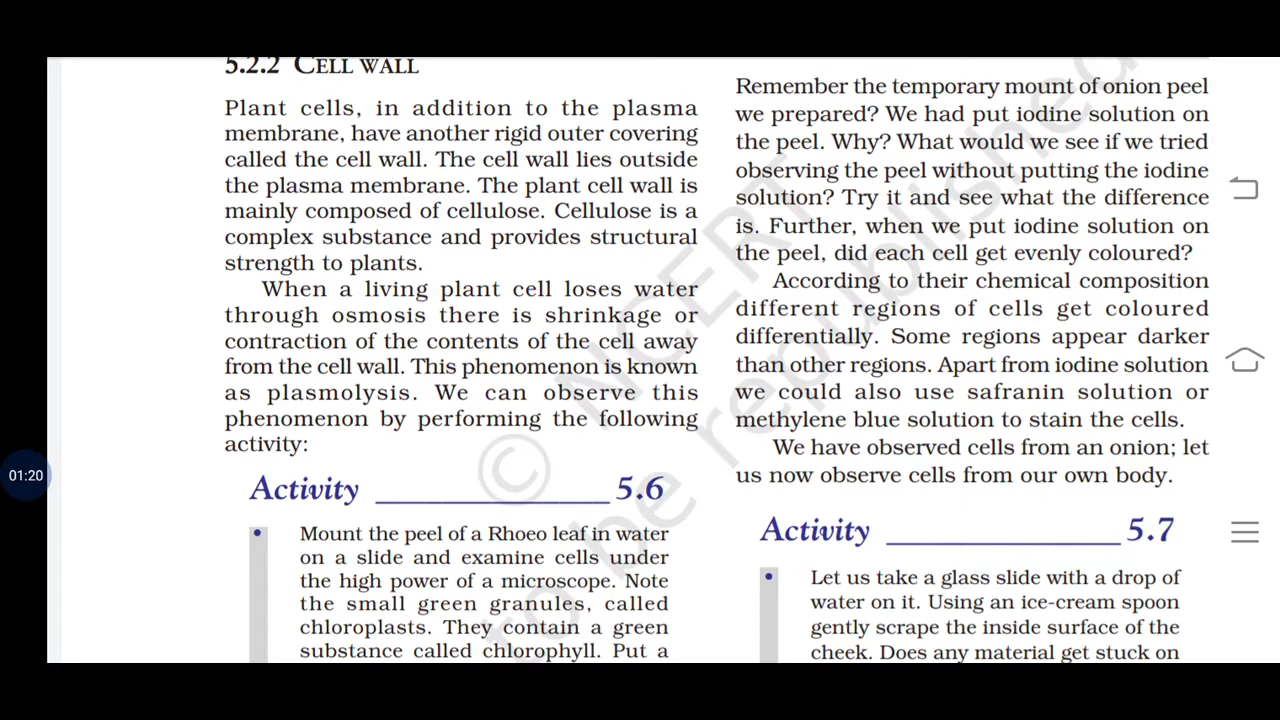 5.2.2 CELL WALL
Plant cells, in addition to the plasma
membrane, have another rigid outer covering
called the cell wall. The cell wall lies outside
the plasma membrane. The plant cell wall is
mainly composed of cellulose. Cellulose is a
complex substance and provides structural
strength to plants.
When a living plant cell loses water
through osmosis there is shrinkage or
contraction of the contents of the cell away
from the cell wall. This phenomenon is known
as plasmolysis. We can observe this
phenomenon by performing the following
activity:
Activity ______________ 5.6
• Mount the peel of a Rhoeo leaf in water
on a slide and examine cells under
the high power of a microscope. Note
the small green granules, called
chloroplasts. They contain a green
substance called chlorophyll. Put a
Remember the temporary mount of onion peel
we prepared? We had put iodine solution on
the peel. Why? What would we see if we tried
observing the peel without putting the iodine
solution? Try it and see what the difference
is. Further, when we put iodine solution on
the peel, did each cell get evenly coloured?
According to their chemical composition
different regions of cells get coloured
differentially. Some regions appear darker
than other regions. Apart from iodine solution
we could also use safranin solution or
methylene blue solution to stain the cells.
We have observed cells from an onion; let
us now observe cells from our own body.
Activity ______________ 5.7
• Let us take a glass slide with a drop of
water on it. Using an ice-cream spoon
gently scrape the inside surface of the
cheek. Does any material get stuck on
© NCERT
to be republished
01:20